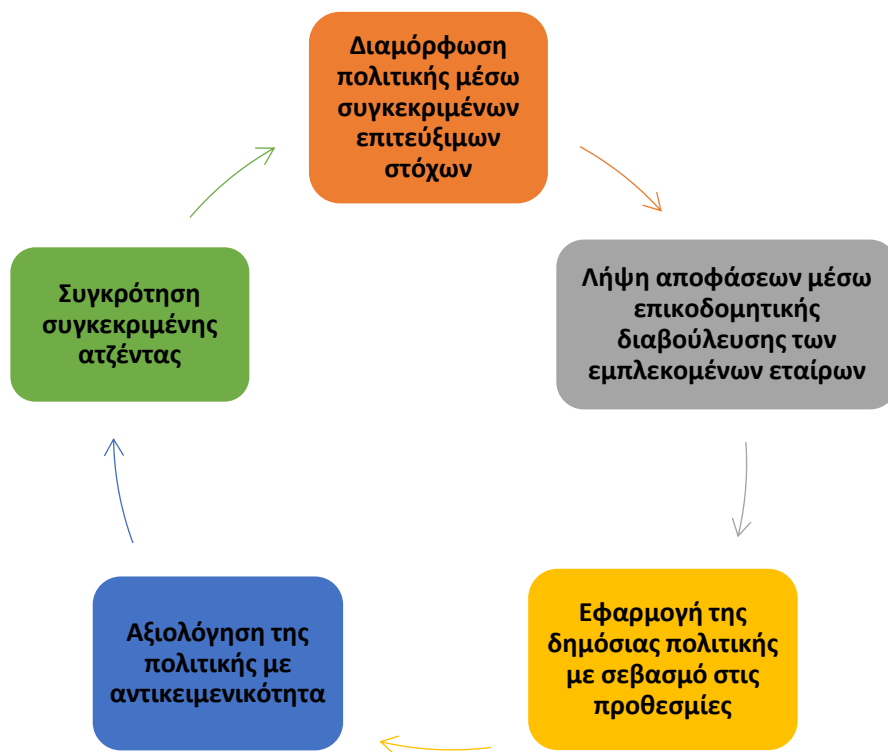 Διαμόρφωση
πολιτικής μέσω
συγκεκριμένων
επιτεύξιμων
στόχων
Λήψη αποφάσεων μέσω
επικοδομητικής
διαβούλευσης των
εμπλεκομένων εταίρων
Εφαρμογή της
δημόσιας πολιτικής
με σεβασμό στις
προθεσμίες
Αξιολόγηση της
πολιτικής με
αντικειμενικότητα
Συγκρότηση
συγκεκριμένης
ατζέντας